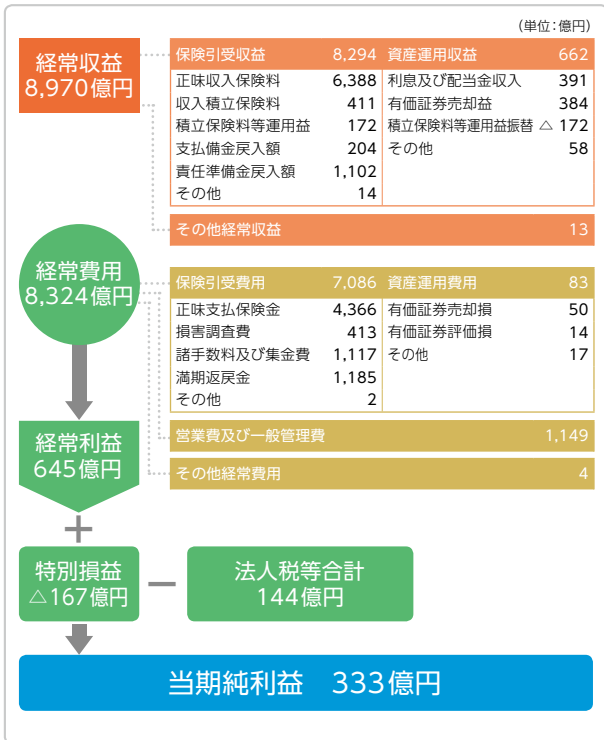 （単位：億円）
経常収益
8,970億円
保険引受収益 8,294 資産運用収益 662
正味収入保険料 6,388 利息及び配当金収入 391
収入積立保険料 411 有価証券売却益 384
積立保険料等運用益 172 積立保険料等運用益振替 △ 172
支払備金戻入額 204 その他 58
責任準備金戻入額 1,102
その他 14
その他経常収益 13
経常費用
8,324億円
保険引受費用 7,086 資産運用費用 83
正味支払保険金 4,366 有価証券売却損 50
損害調査費 413 有価証券評価損 14
諸手数料及び集金費 1,117 その他 17
満期返戻金 1,185
その他 2
営業費及び一般管理費 1,149
その他経常費用 4
経常利益
645億円
＋
特別損益
△167億円
−
法人税等合計
144億円
当期純利益 333億円